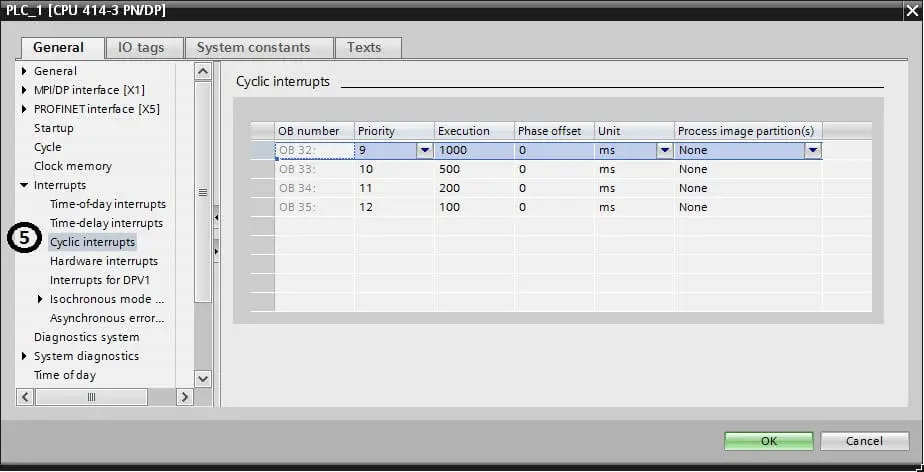 PLC_1 [CPU 414-3 PN/DP]
General IO tags System constants Texts
General
MPI/DP interface [X1]
PROFINET interface [X5]
Startup
Cycle
Clock memory
Interrupts
Time-of-day interrupts
Time-delay interrupts
5 Cyclic interrupts
Hardware interrupts
Interrupts for DPV1
Isochronous mode ...
Asynchronous error...
Diagnostics system
System diagnostics
Time of day
Cyclic interrupts
OB number Priority Execution Phase offset Unit Process image partition(s)
OB 32: 9 1000 0 ms None
OB 33: 10 500 0 ms None
OB 34: 11 200 0 ms None
OB 35: 12 100 0 ms None
OK Cancel